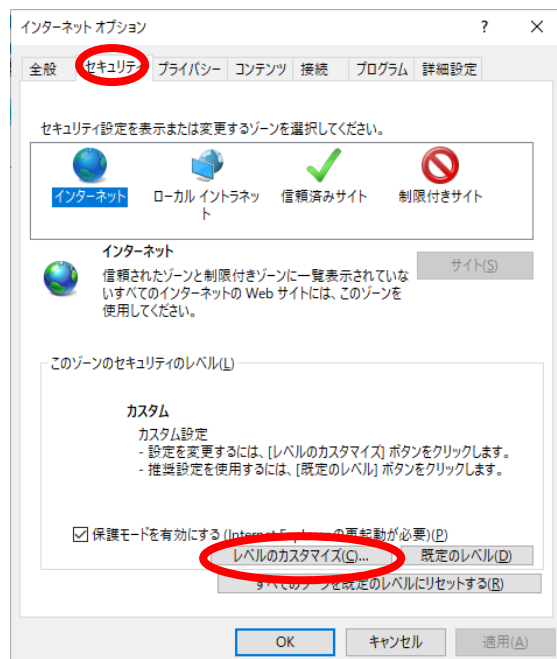 インターネット オプション
?
×
全般 セキュリティ プライバシー コンテンツ 接続 プログラム 詳細設定
セキュリティ設定を表示または変更するゾーンを選択してください。
インターネット
ローカル イントラネッ
ト
信頼済みサイト
制限付きサイト
インターネット
信頼されたゾーンと制限付きゾーンに一覧表示されていな
いすべてのインターネットの Web サイトには、このゾーンを
使用してください。
サイト(S)
このゾーンのセキュリティのレベル(L)
カスタム
カスタム設定
- 設定を変更するには、[レベルのカスタマイズ] ボタンをクリックします。
- 推奨設定を使用するには、[既定のレベル] ボタンをクリックします。
保護モードを有効にする (Internet Explorer の再起動が必要)(P)
レベルのカスタマイズ(C)... 既定のレベル(D)
すべてのゾーンを既定のレベルにリセットする(R)
OK キャンセル 適用(A)